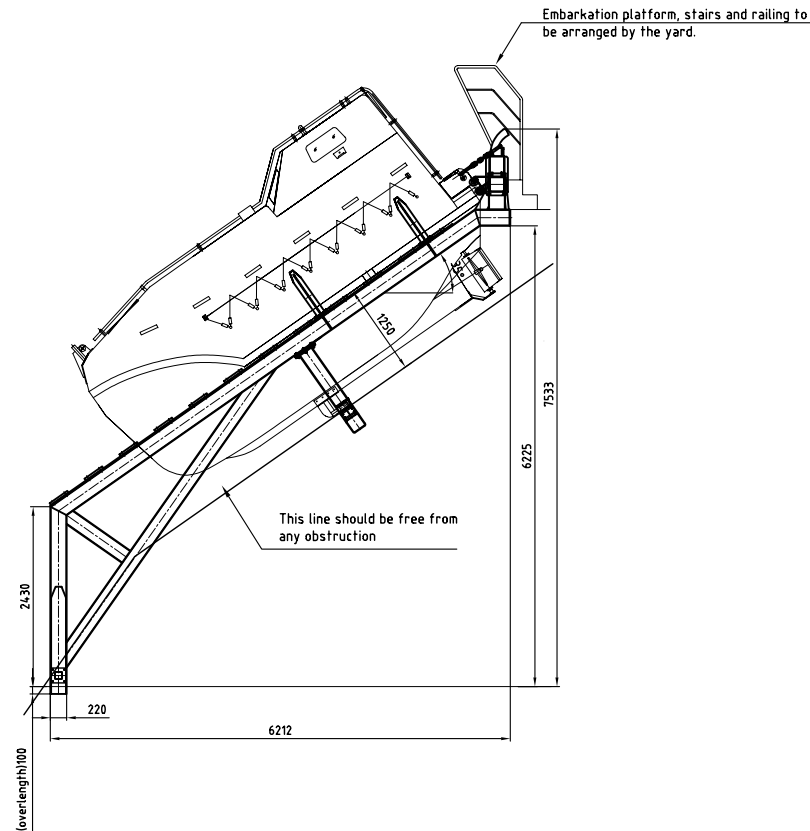 Embarkation platform, stairs and railing to
be arranged by the yard.
35°
1250
7533
6225
This line should be free from
any obstruction
2430
220
6212
(overlength)100